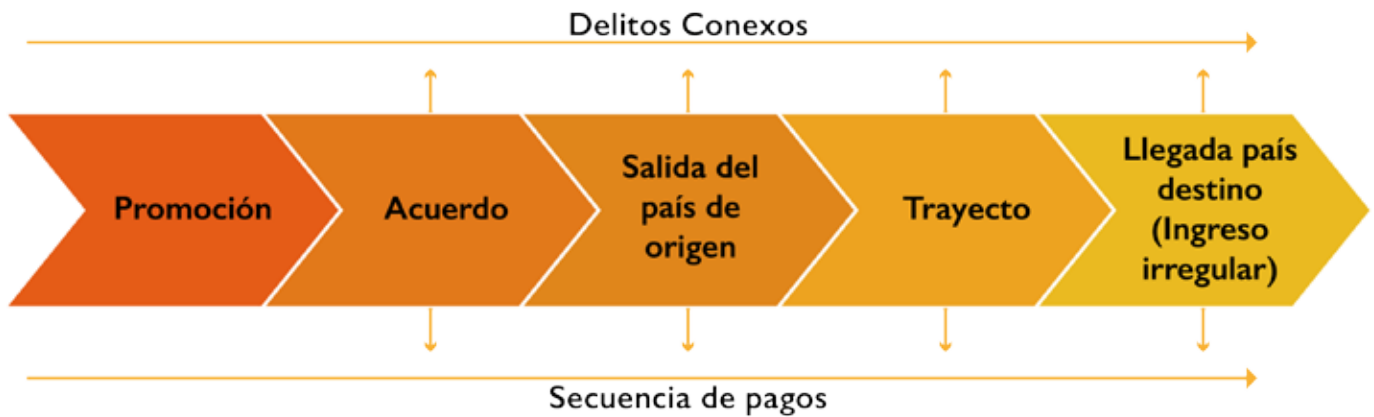 Delitos Conexos
Promoción
Acuerdo
Salida del
país de
origen
Trayecto
Llegada país
destino
(Ingreso
irregular)
Secuencia de pagos